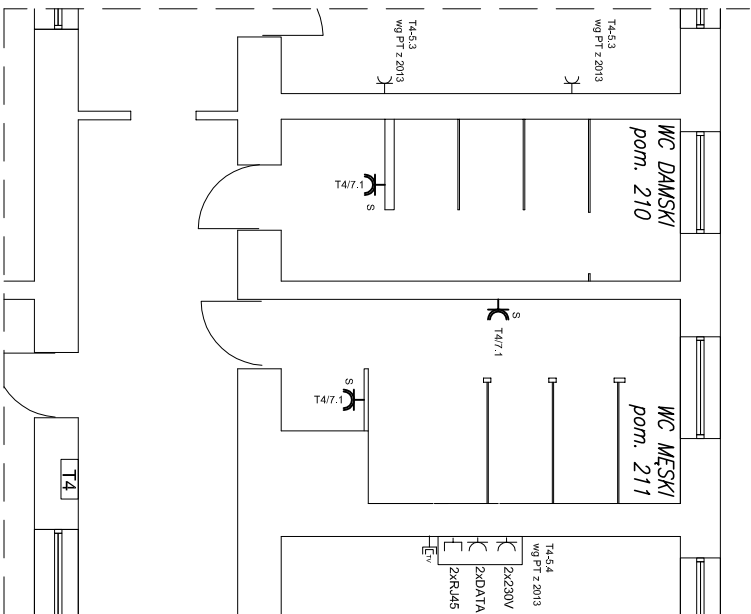 T4-5.3
wg PT z 2013
T4-5.3
wg PT z 2013
WC DAMSKI
pom. 210
T4/7.1
S
S
T4/7.1
S
T4/7.1
WC MĘSKI
pom. 211
T4
T4-5.4
wg PT z 2013
2x230V
2xDATA
2xRJ45
TV